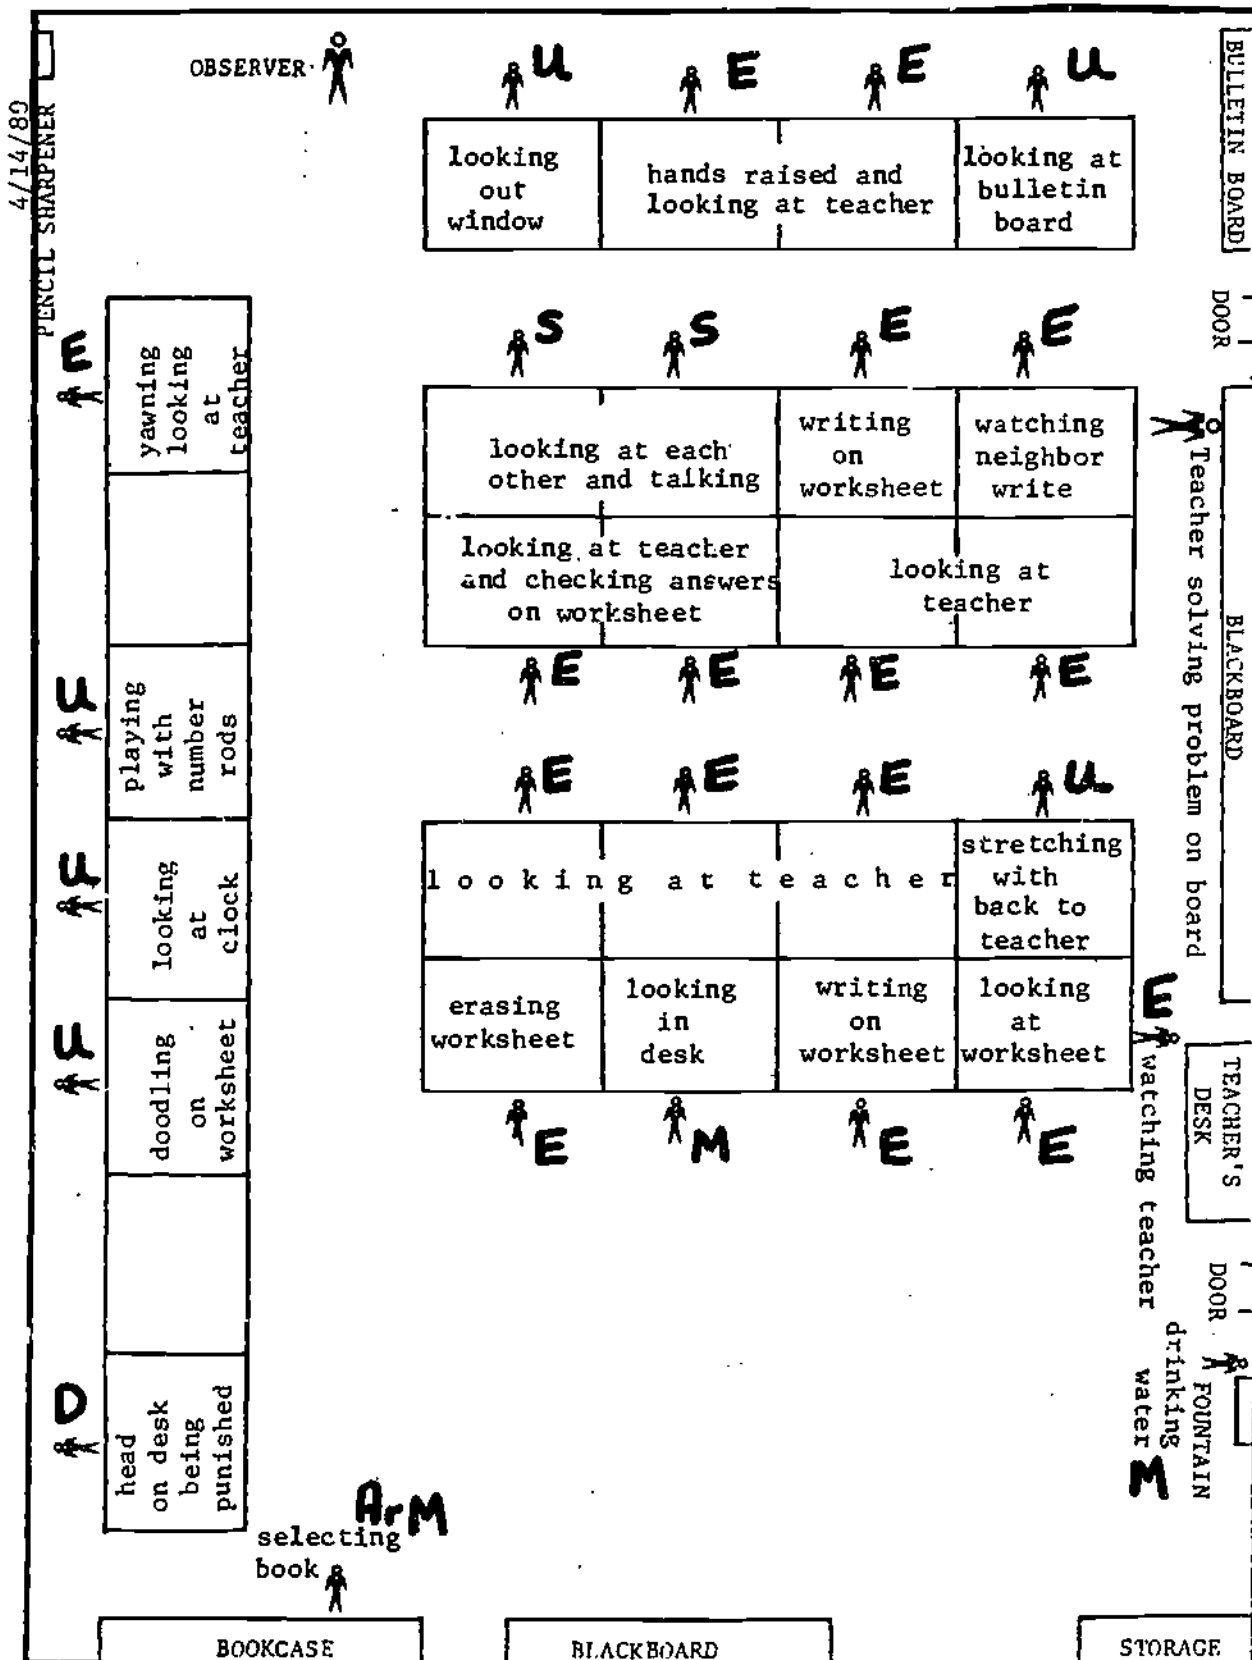 4/14/89
PENCIL SHARPENER
OBSERVER
U
E
E
U
BULLETIN BOARD
looking
out
window
hands raised and
looking at teacher
looking at
bulletin
board
DOOR
E
yawning
looking
at
teacher
S
S
E
E
looking at each
other and talking
writing
on
worksheet
watching
neighbor
write
looking at teacher
and checking answers
on worksheet
looking at
teacher
Teacher solving problem on board
BLACKBOARD
E
E
E
E
U
playing
with
number
rods
E
E
E
U
looking at teacher
stretching
with
back to
teacher
U
looking
at
clock
erasing
worksheet
looking
in
desk
writing
on
worksheet
looking
at
worksheet
E
watching teacher
TEACHER'S
DESK
U
doodling
on
worksheet
E
M
E
E
DOOR
drinking
water
M
FOUNTAIN
D
head
on desk
being
punished
ArM
selecting
book
BOOKCASE
BLACKBOARD
STORAGE